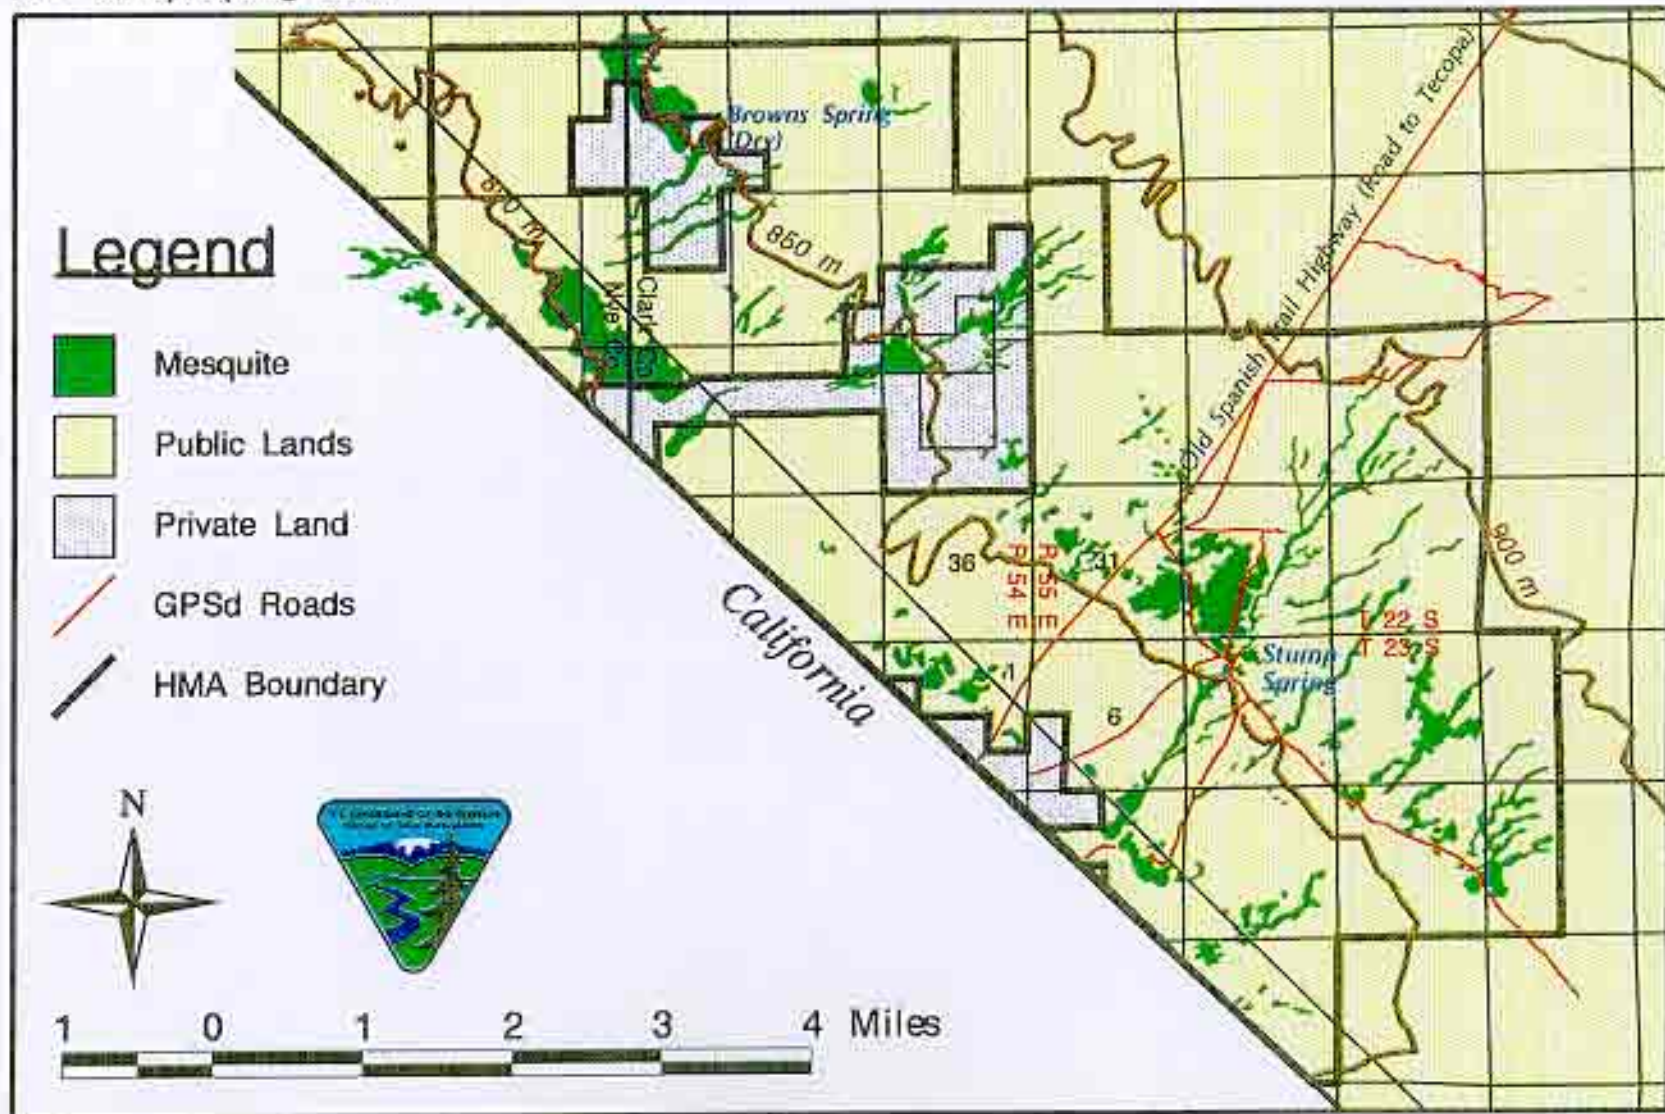 Browns Spring
(Dry)
Old Spanish Trail Highway (Road to Tecopa)
850 m
Legend
Mesquite
Public Lands
Private Land
GPSd Roads
HMA Boundary
Clark Co
Nye Co
900 m
36
31
R 54 E
R 55 E
T 22 S
T 23 S
Stump
Spring
1
6
California
N
1 0 1 2 3 4 Miles